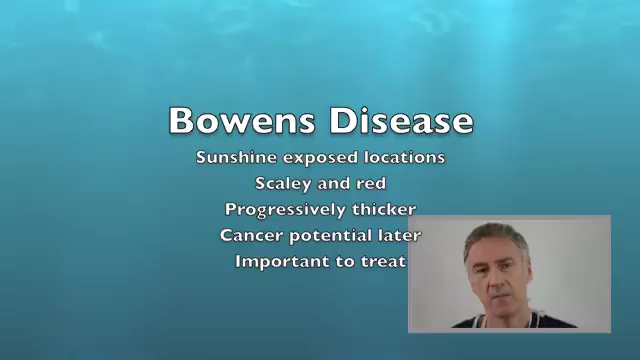 Bowens Disease
Sunshine exposed locations
Scaley and red
Progressively thicker
Cancer potential later
Important to treat